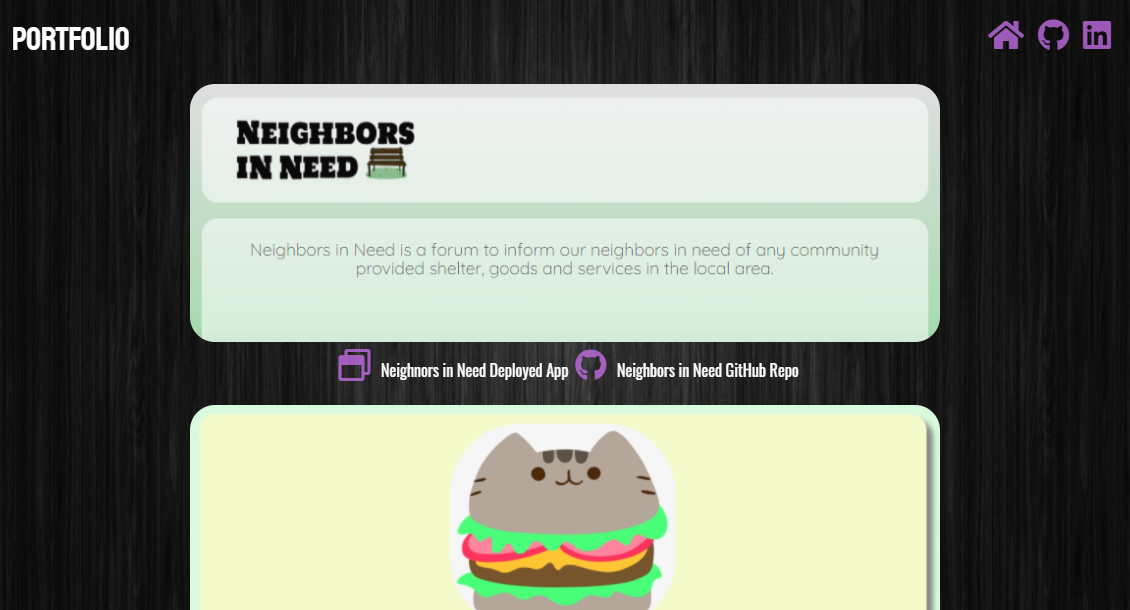 PORTFOLIO
NEIGHBORS
IN NEED
Neighbors in Need is a forum to inform our neighbors in need of any community
provided shelter, goods and services in the local area.
Neighnors in Need Deployed App Neighbors in Need GitHub Repo